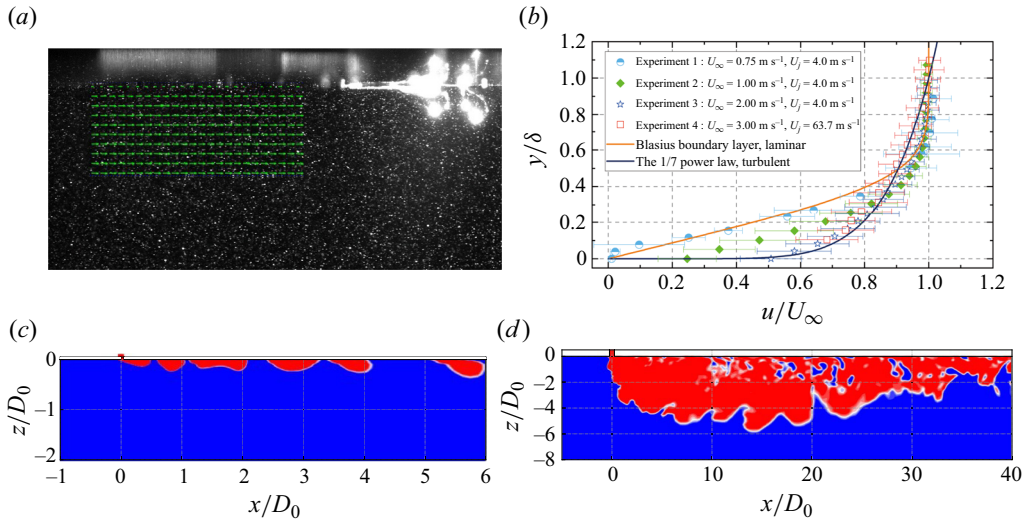 (a)
(b)
1.2
1.0
0.8
0.6
0.4
0.2
0
y/δ
Experiment 1 : U∞ = 0.75 m s⁻¹, Uj = 4.0 m s⁻¹
Experiment 2 : U∞ = 1.00 m s⁻¹, Uj = 4.0 m s⁻¹
Experiment 3 : U∞ = 2.00 m s⁻¹, Uj = 4.0 m s⁻¹
Experiment 4 : U∞ = 3.00 m s⁻¹, Uj = 63.7 m s⁻¹
Blasius boundary layer, laminar
The 1/7 power law, turbulent
0 0.2 0.4 0.6 0.8 1.0 1.2
u/U∞
(c)
0
−1
−2
z/D₀
−1 0 1 2 3 4 5 6
x/D₀
(d)
0
−2
−4
−6
−8
z/D₀
0 10 20 30 40
x/D₀